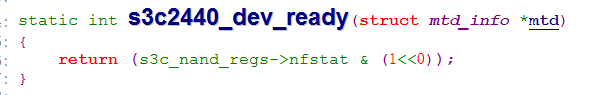 static int s3c2440_dev_ready(struct mtd_info *mtd)
{
return (s3c_nand_regs->nfstat & (1<<0));
}